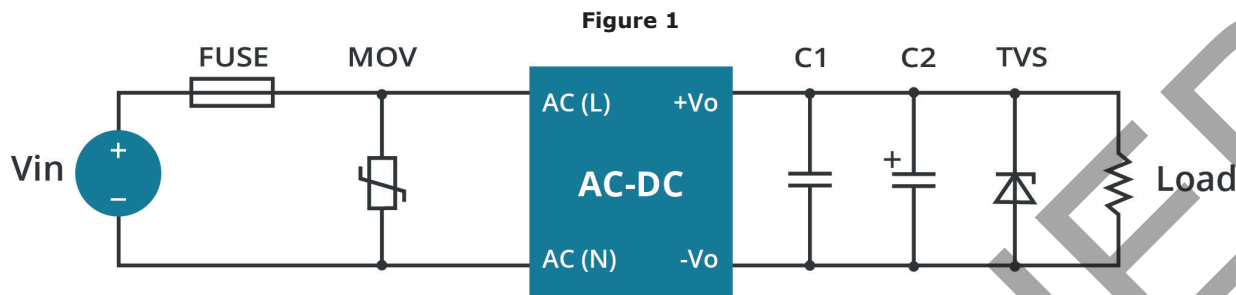 Figure 1
FUSE MOV C1 C2 TVS
AC (L) +Vo
Vin + − AC-DC + Load
AC (N) -Vo